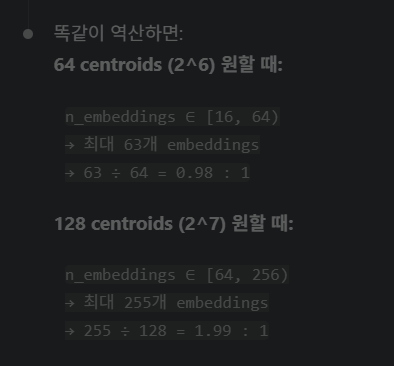 똑같이 역산하면:
64 centroids (2^6) 원할 때:
n_embeddings ∈ [16, 64)
→ 최대 63개 embeddings
→ 63 ÷ 64 = 0.98 : 1
128 centroids (2^7) 원할 때:
n_embeddings ∈ [64, 256)
→ 최대 255개 embeddings
→ 255 ÷ 128 = 1.99 : 1